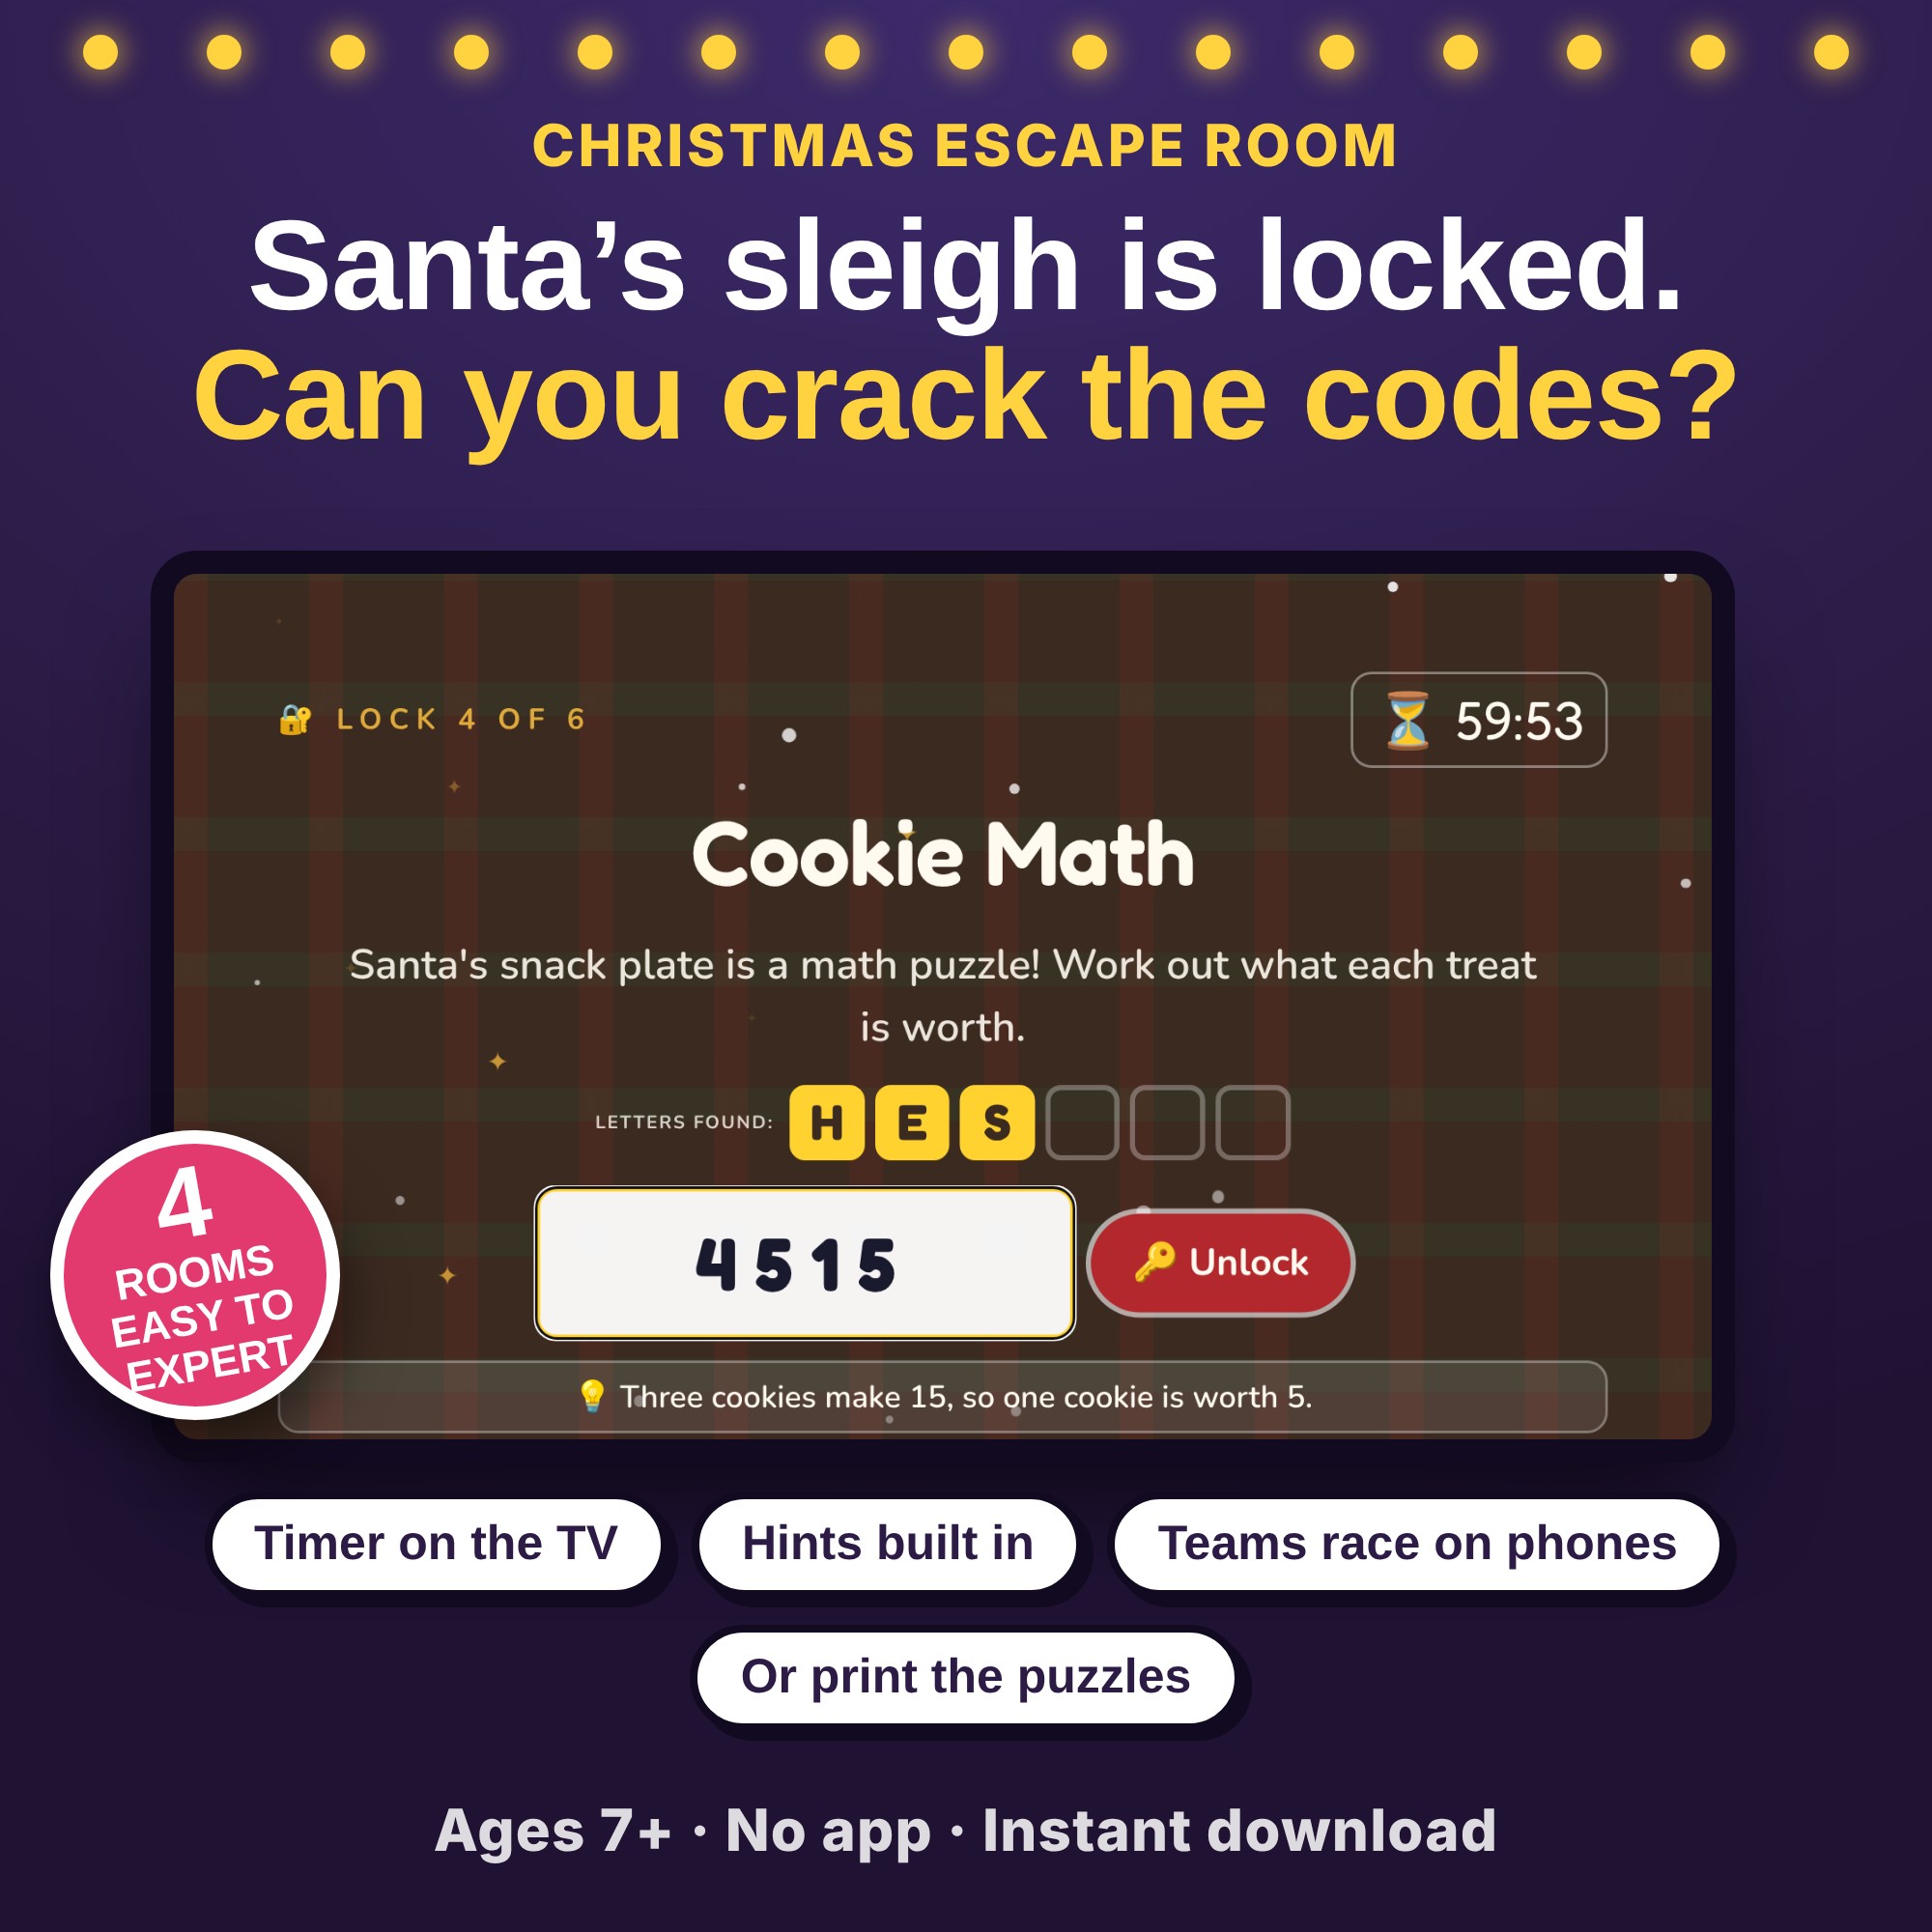 CHRISTMAS ESCAPE ROOM
Santa’s sleigh is locked.
Can you crack the codes?
LOCK 4 OF 6
59:53
Cookie Math
Santa's snack plate is a math puzzle! Work out what each treat
is worth.
LETTERS FOUND: H E S
4515
Unlock
Three cookies make 15, so one cookie is worth 5.
4
ROOMS
EASY TO
EXPERT
Timer on the TV
Hints built in
Teams race on phones
Or print the puzzles
Ages 7+ · No app · Instant download